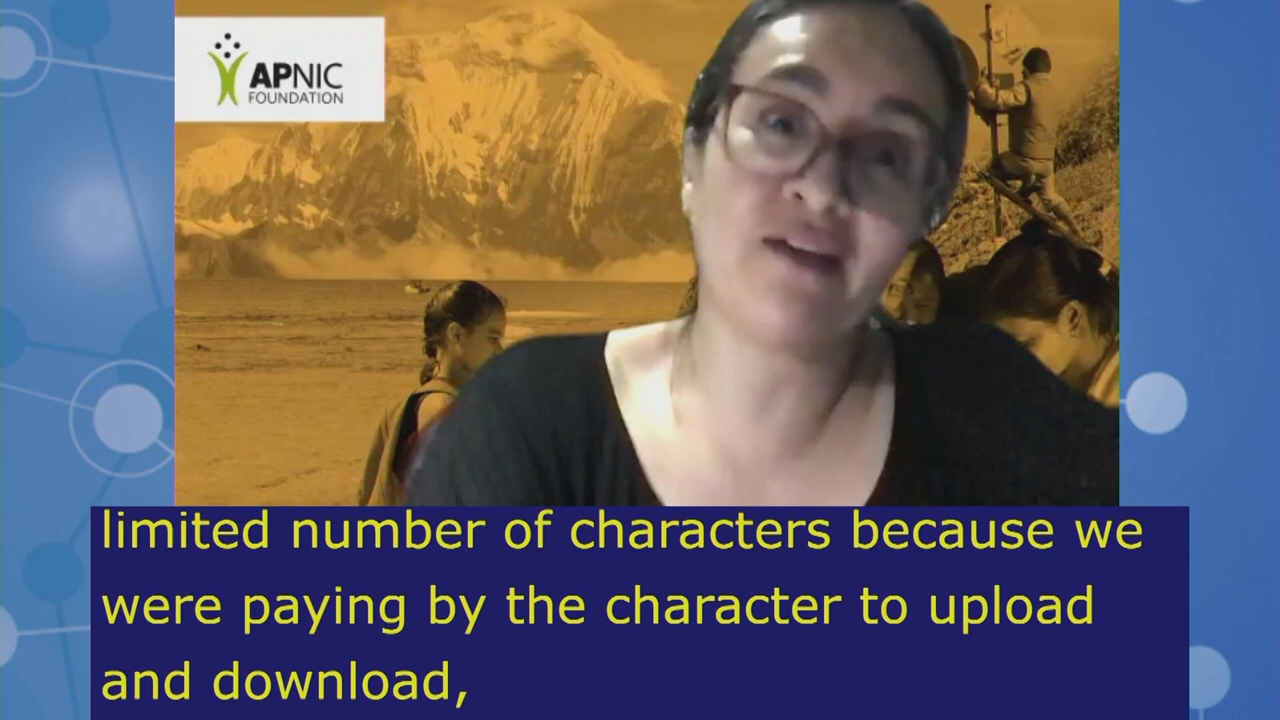 APNIC
FOUNDATION
limited number of characters because we
were paying by the character to upload
and download,